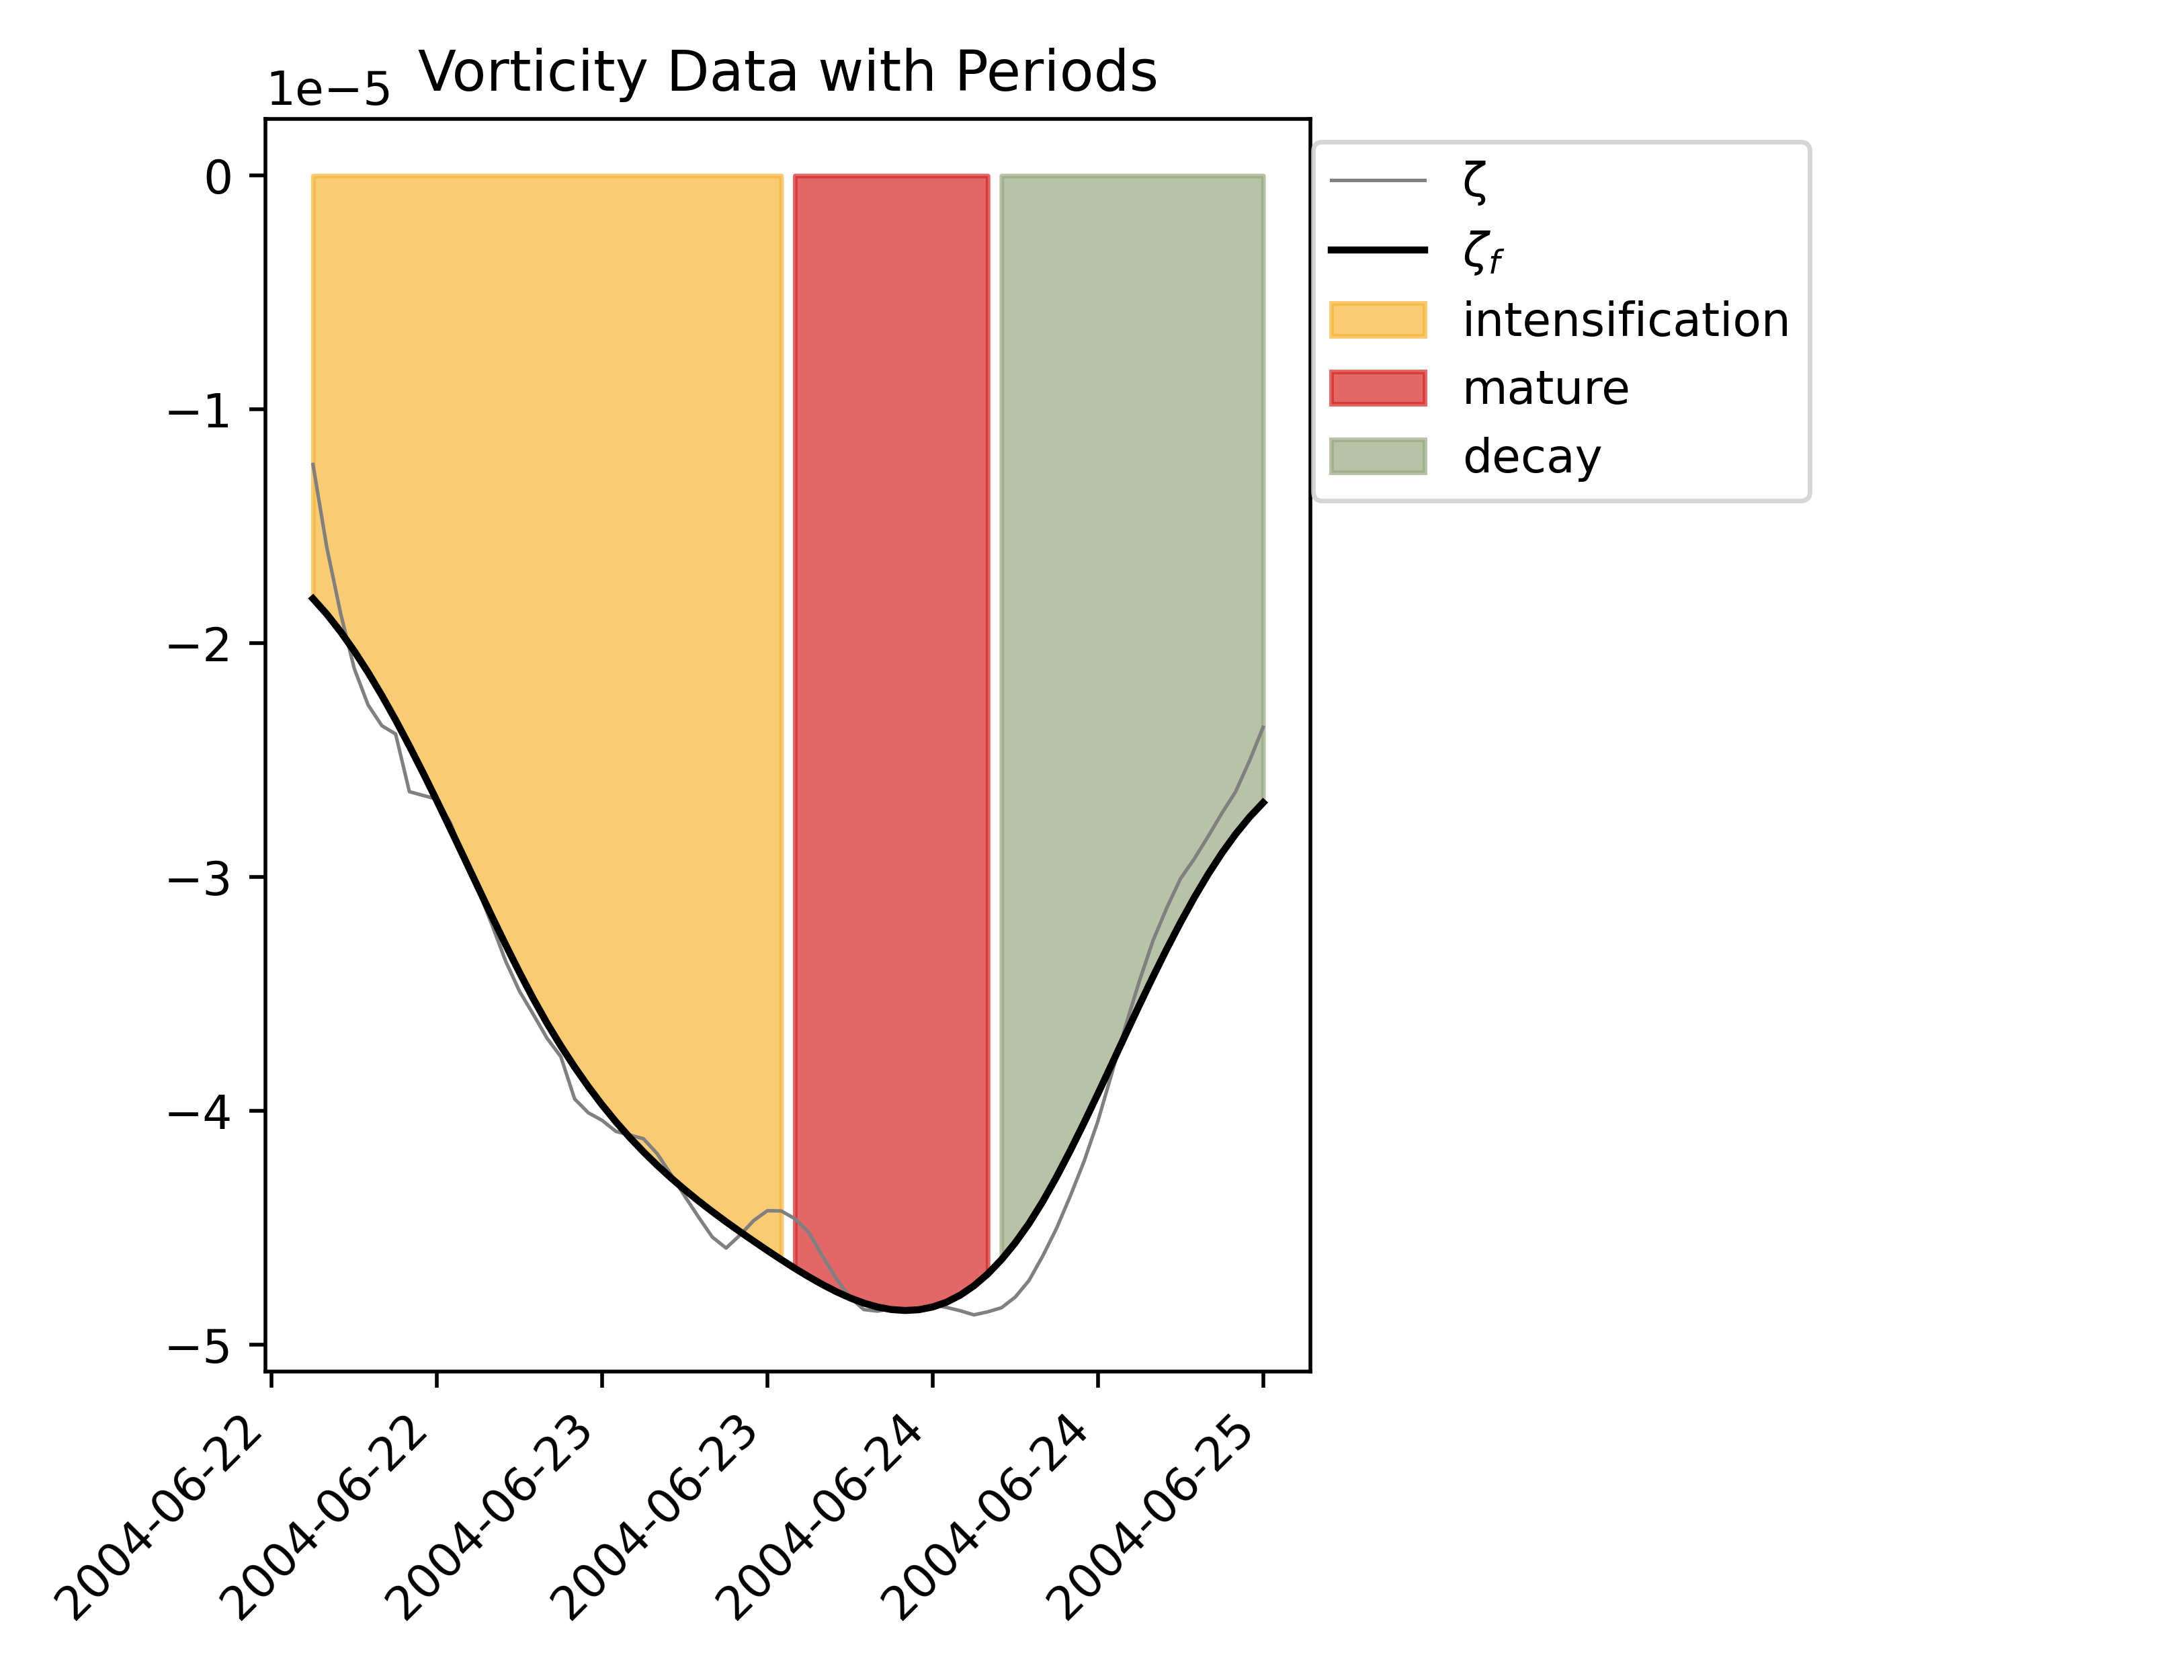 Vorticity Data with Periods
1e−5
0
−1
−2
−3
−4
−5
2004-06-22
2004-06-22
2004-06-23
2004-06-23
2004-06-24
2004-06-24
2004-06-25
ζ
ζf
intensification
mature
decay